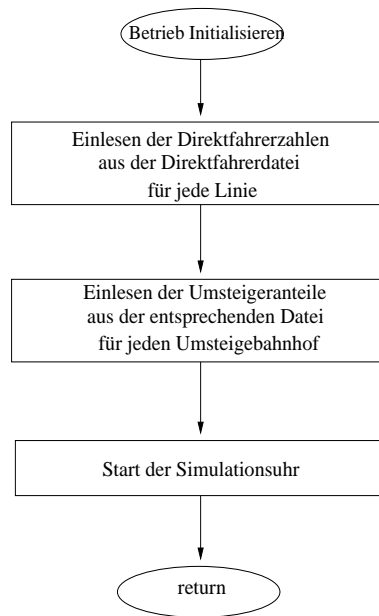 Betrieb Initialisieren
Einlesen der Direktfahrerzahlen
aus der Direktfahrerdatei
für jede Linie
Einlesen der Umsteigeranteile
aus der entsprechenden Datei
für jeden Umsteigebahnhof
Start der Simulationsuhr
return